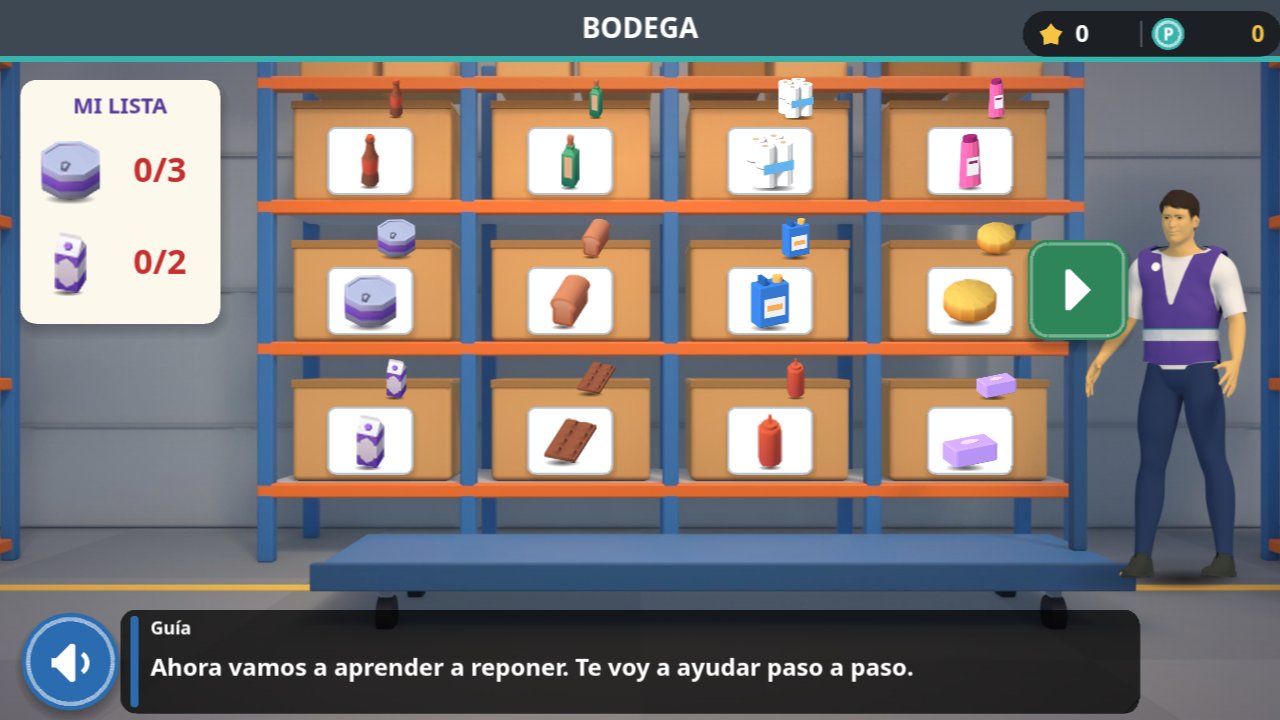 BODEGA
0
P
0
MI LISTA
0/3
0/2
Guía
Ahora vamos a aprender a reponer. Te voy a ayudar paso a paso.